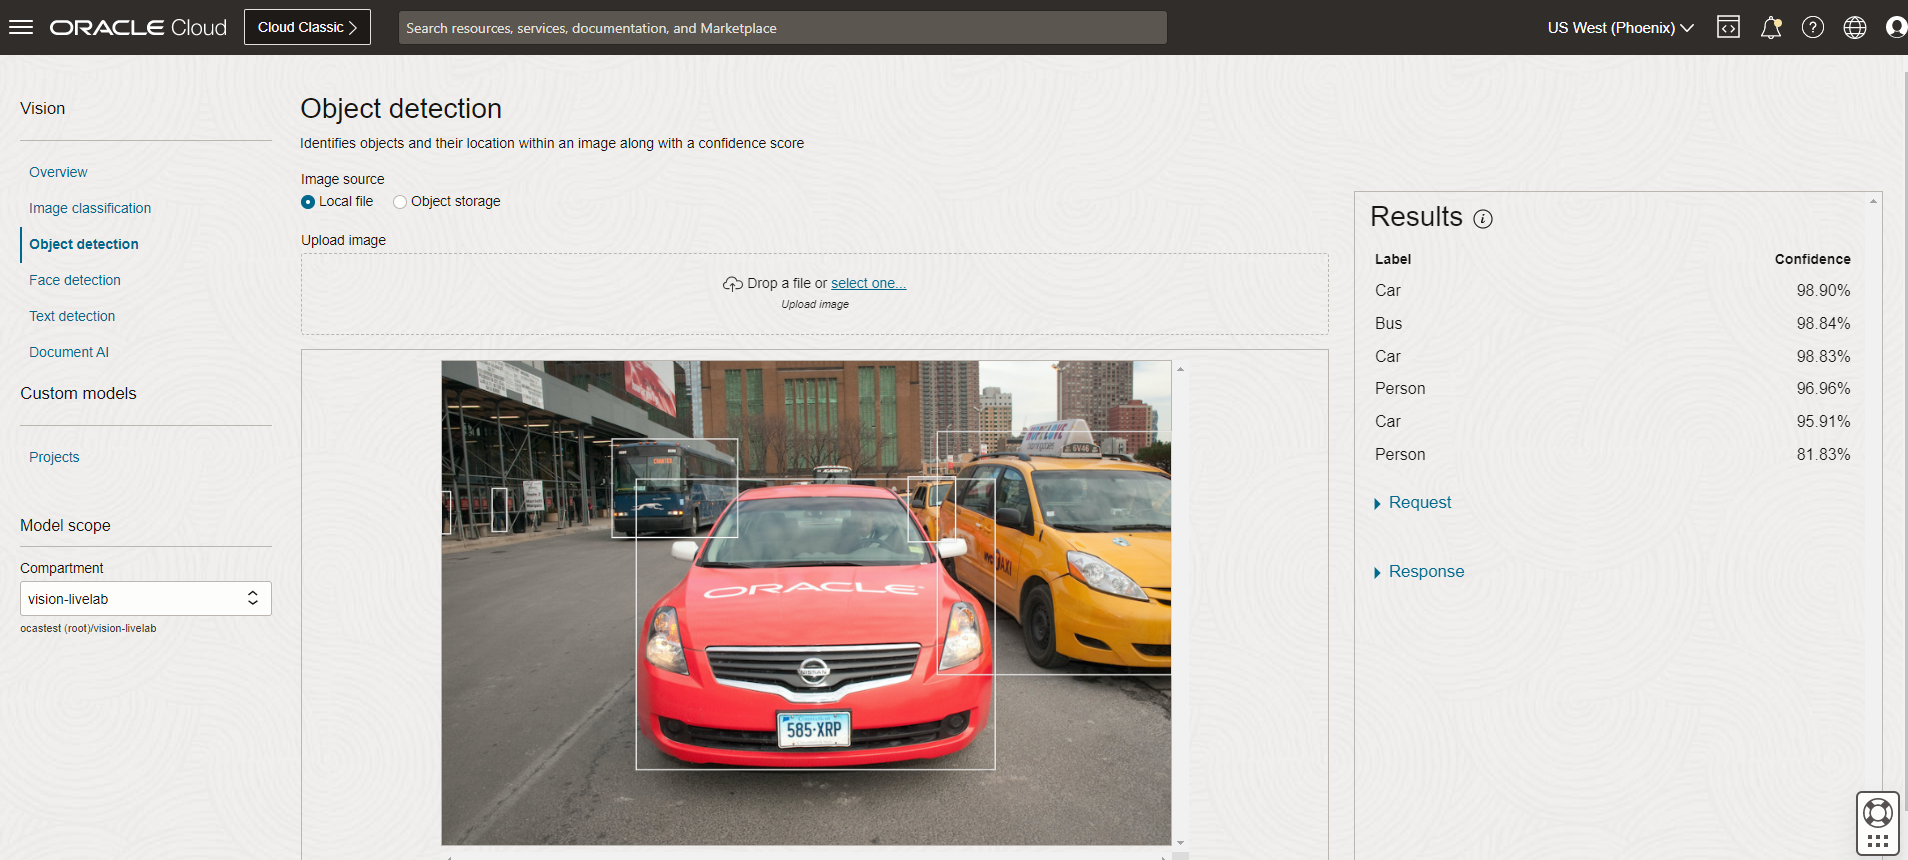 ORACLE Cloud
Cloud Classic
Search resources, services, documentation, and Marketplace
US West (Phoenix)
Vision
Overview
Image classification
Object detection
Face detection
Text detection
Document AI
Custom models
Projects
Model scope
Compartment
vision-livelab
ocastest (root)/vision-livelab
Object detection
Identifies objects and their location within an image along with a confidence score
Image source
Local file
Object storage
Upload image
Drop a file or select one...
Upload image
6V46
ORACLE
NISSAN
585·XRP
Results
Label Confidence
Car 98.90%
Bus 98.84%
Car 98.83%
Person 96.96%
Car 95.91%
Person 81.83%
Request
Response